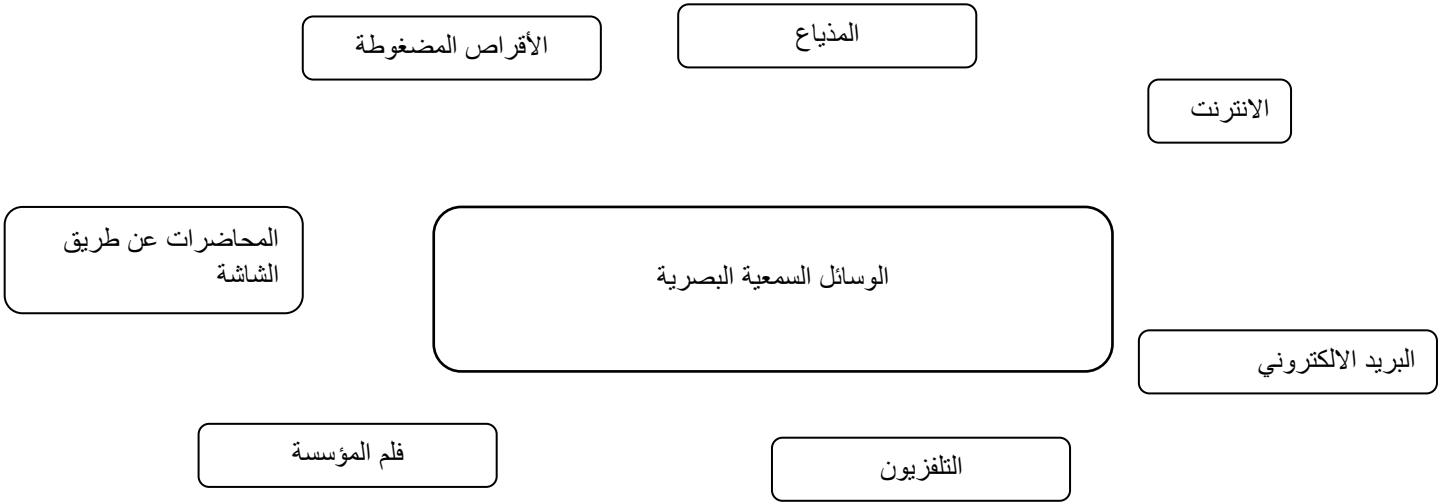 المذياع
الأقراص المضغوطة
الانترنت
المحاضرات عن طريق
الشاشة
الوسائل السمعية البصرية
البريد الالكتروني
فلم المؤسسة
التلفزيون